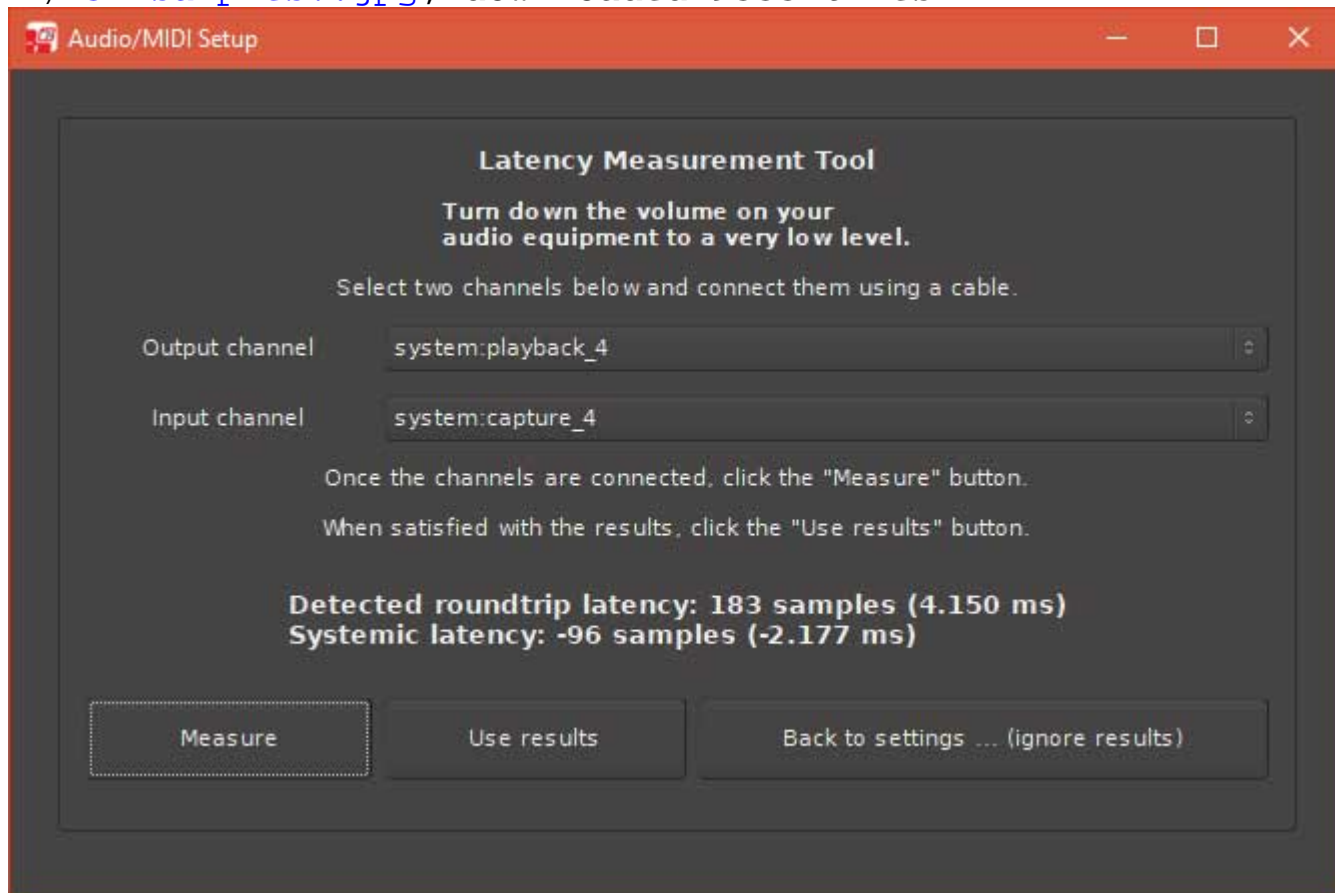 Audio/MIDI Setup
Latency Measurement Tool
Turn down the volume on your
audio equipment to a very low level.
Select two channels below and connect them using a cable.
Output channel system:playback_4
Input channel system:capture_4
Once the channels are connected, click the "Measure" button.
When satisfied with the results, click the "Use results" button.
Detected roundtrip latency: 183 samples (4.150 ms)
Systemic latency: -96 samples (-2.177 ms)
Measure Use results Back to settings ... (ignore results)